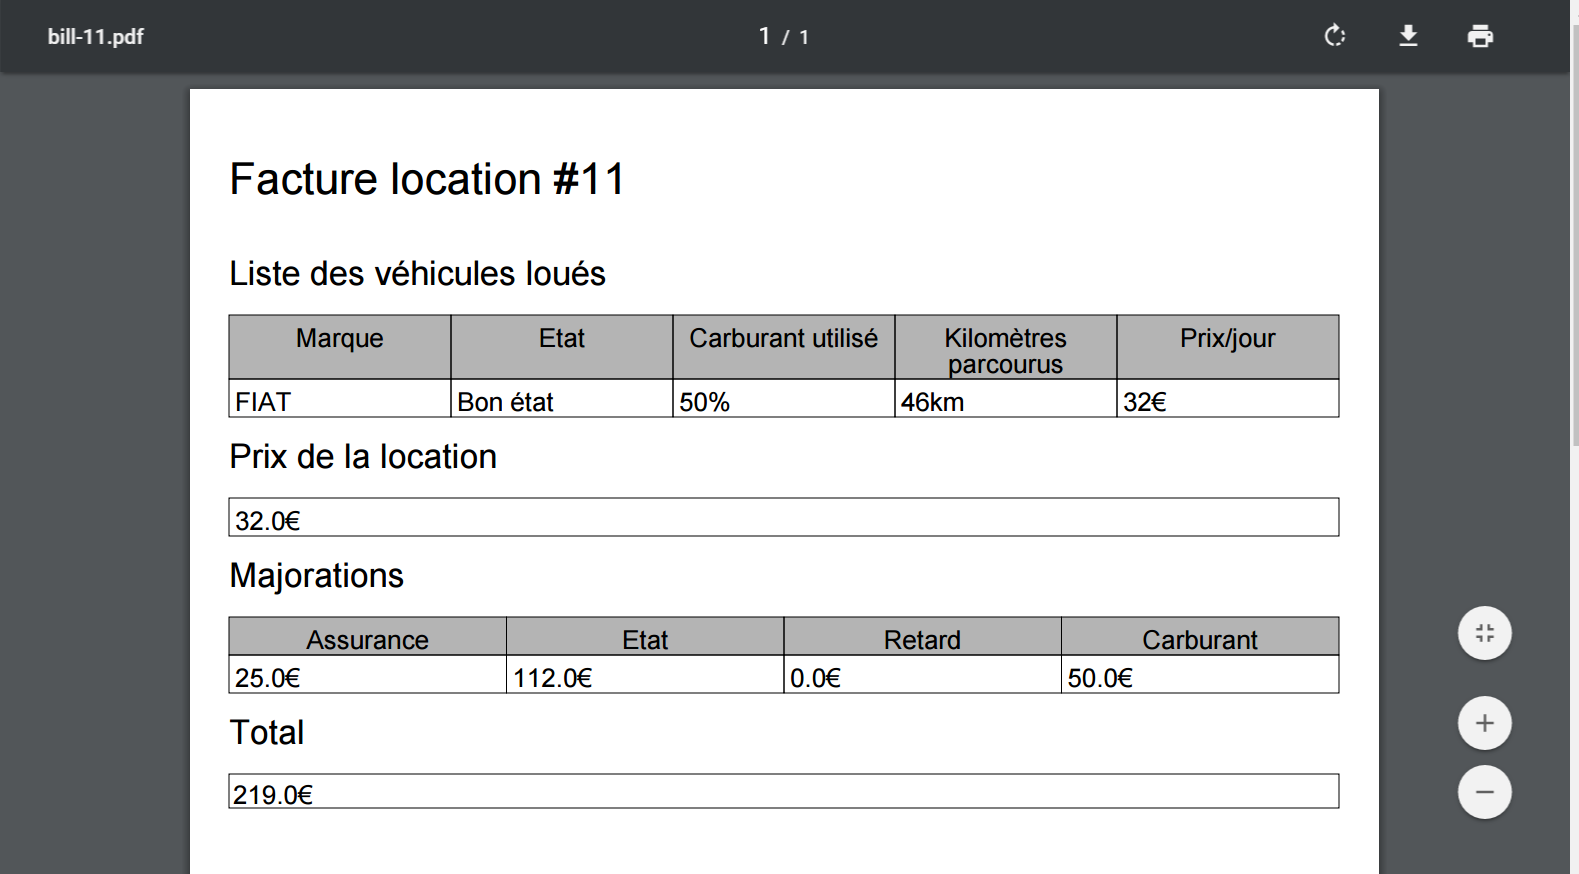 bill-11.pdf
1 / 1
Facture location #11
Liste des véhicules loués
Marque Etat Carburant utilisé Kilomètres parcourus Prix/jour
FIAT Bon état 50% 46km 32€
Prix de la location
32.0€
Majorations
Assurance Etat Retard Carburant
25.0€ 112.0€ 0.0€ 50.0€
Total
219.0€